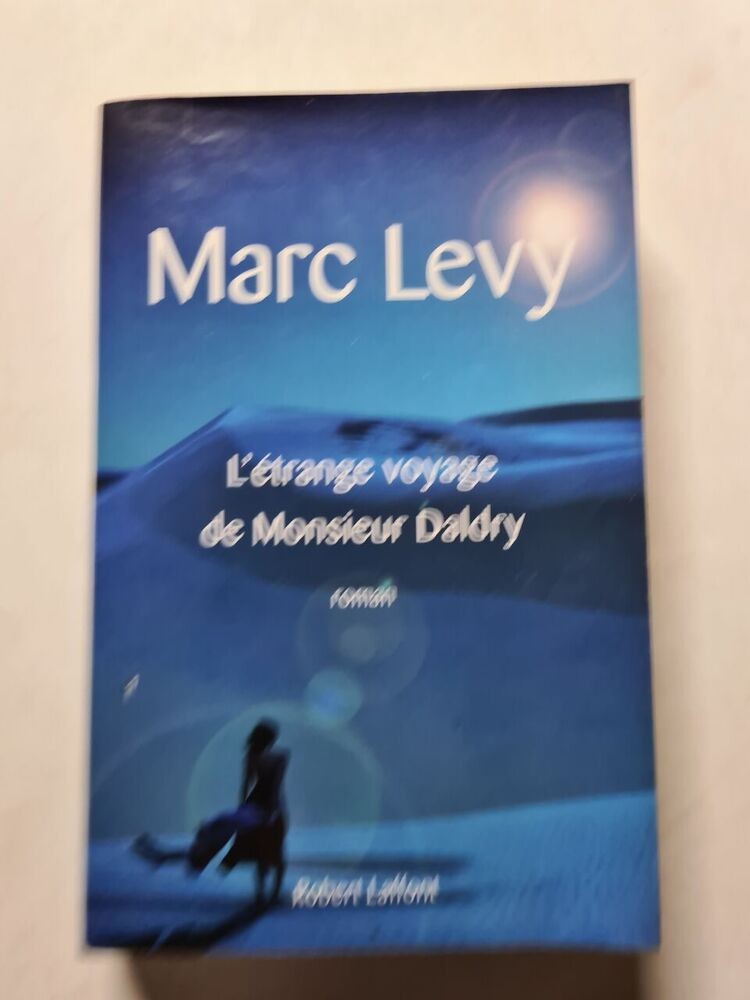 Marc Levy
L'étrange voyage
de Monsieur Daldry
roman
Robert Laffont